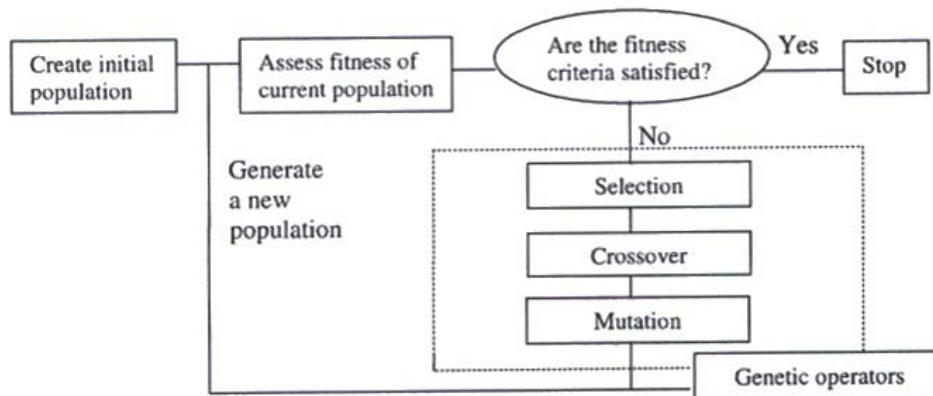 Create initial
population
Assess fitness of
current population
Are the fitness
criteria satisfied?
Yes
Stop
No
Generate
a new
population
Selection
Crossover
Mutation
Genetic operators